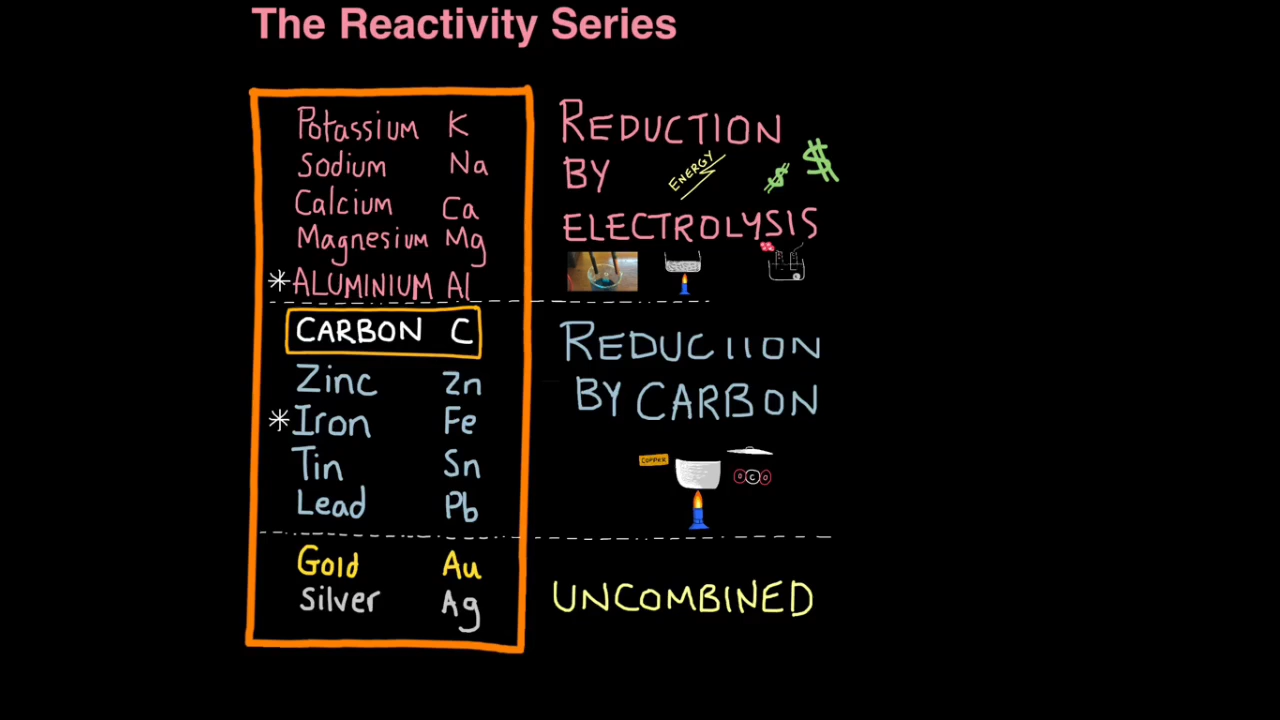 The Reactivity Series
Potassium K
Sodium Na
Calcium Ca
Magnesium Mg
*ALUMINIUM Al
CARBON C
Zinc Zn
*Iron Fe
Tin Sn
Lead Pb
Gold Au
Silver Ag
REDUCTION
BY ENERGY $ $
ELECTROLYSIS
REDUCTION
BY CARBON
COPPER
O C O
UNCOMBINED